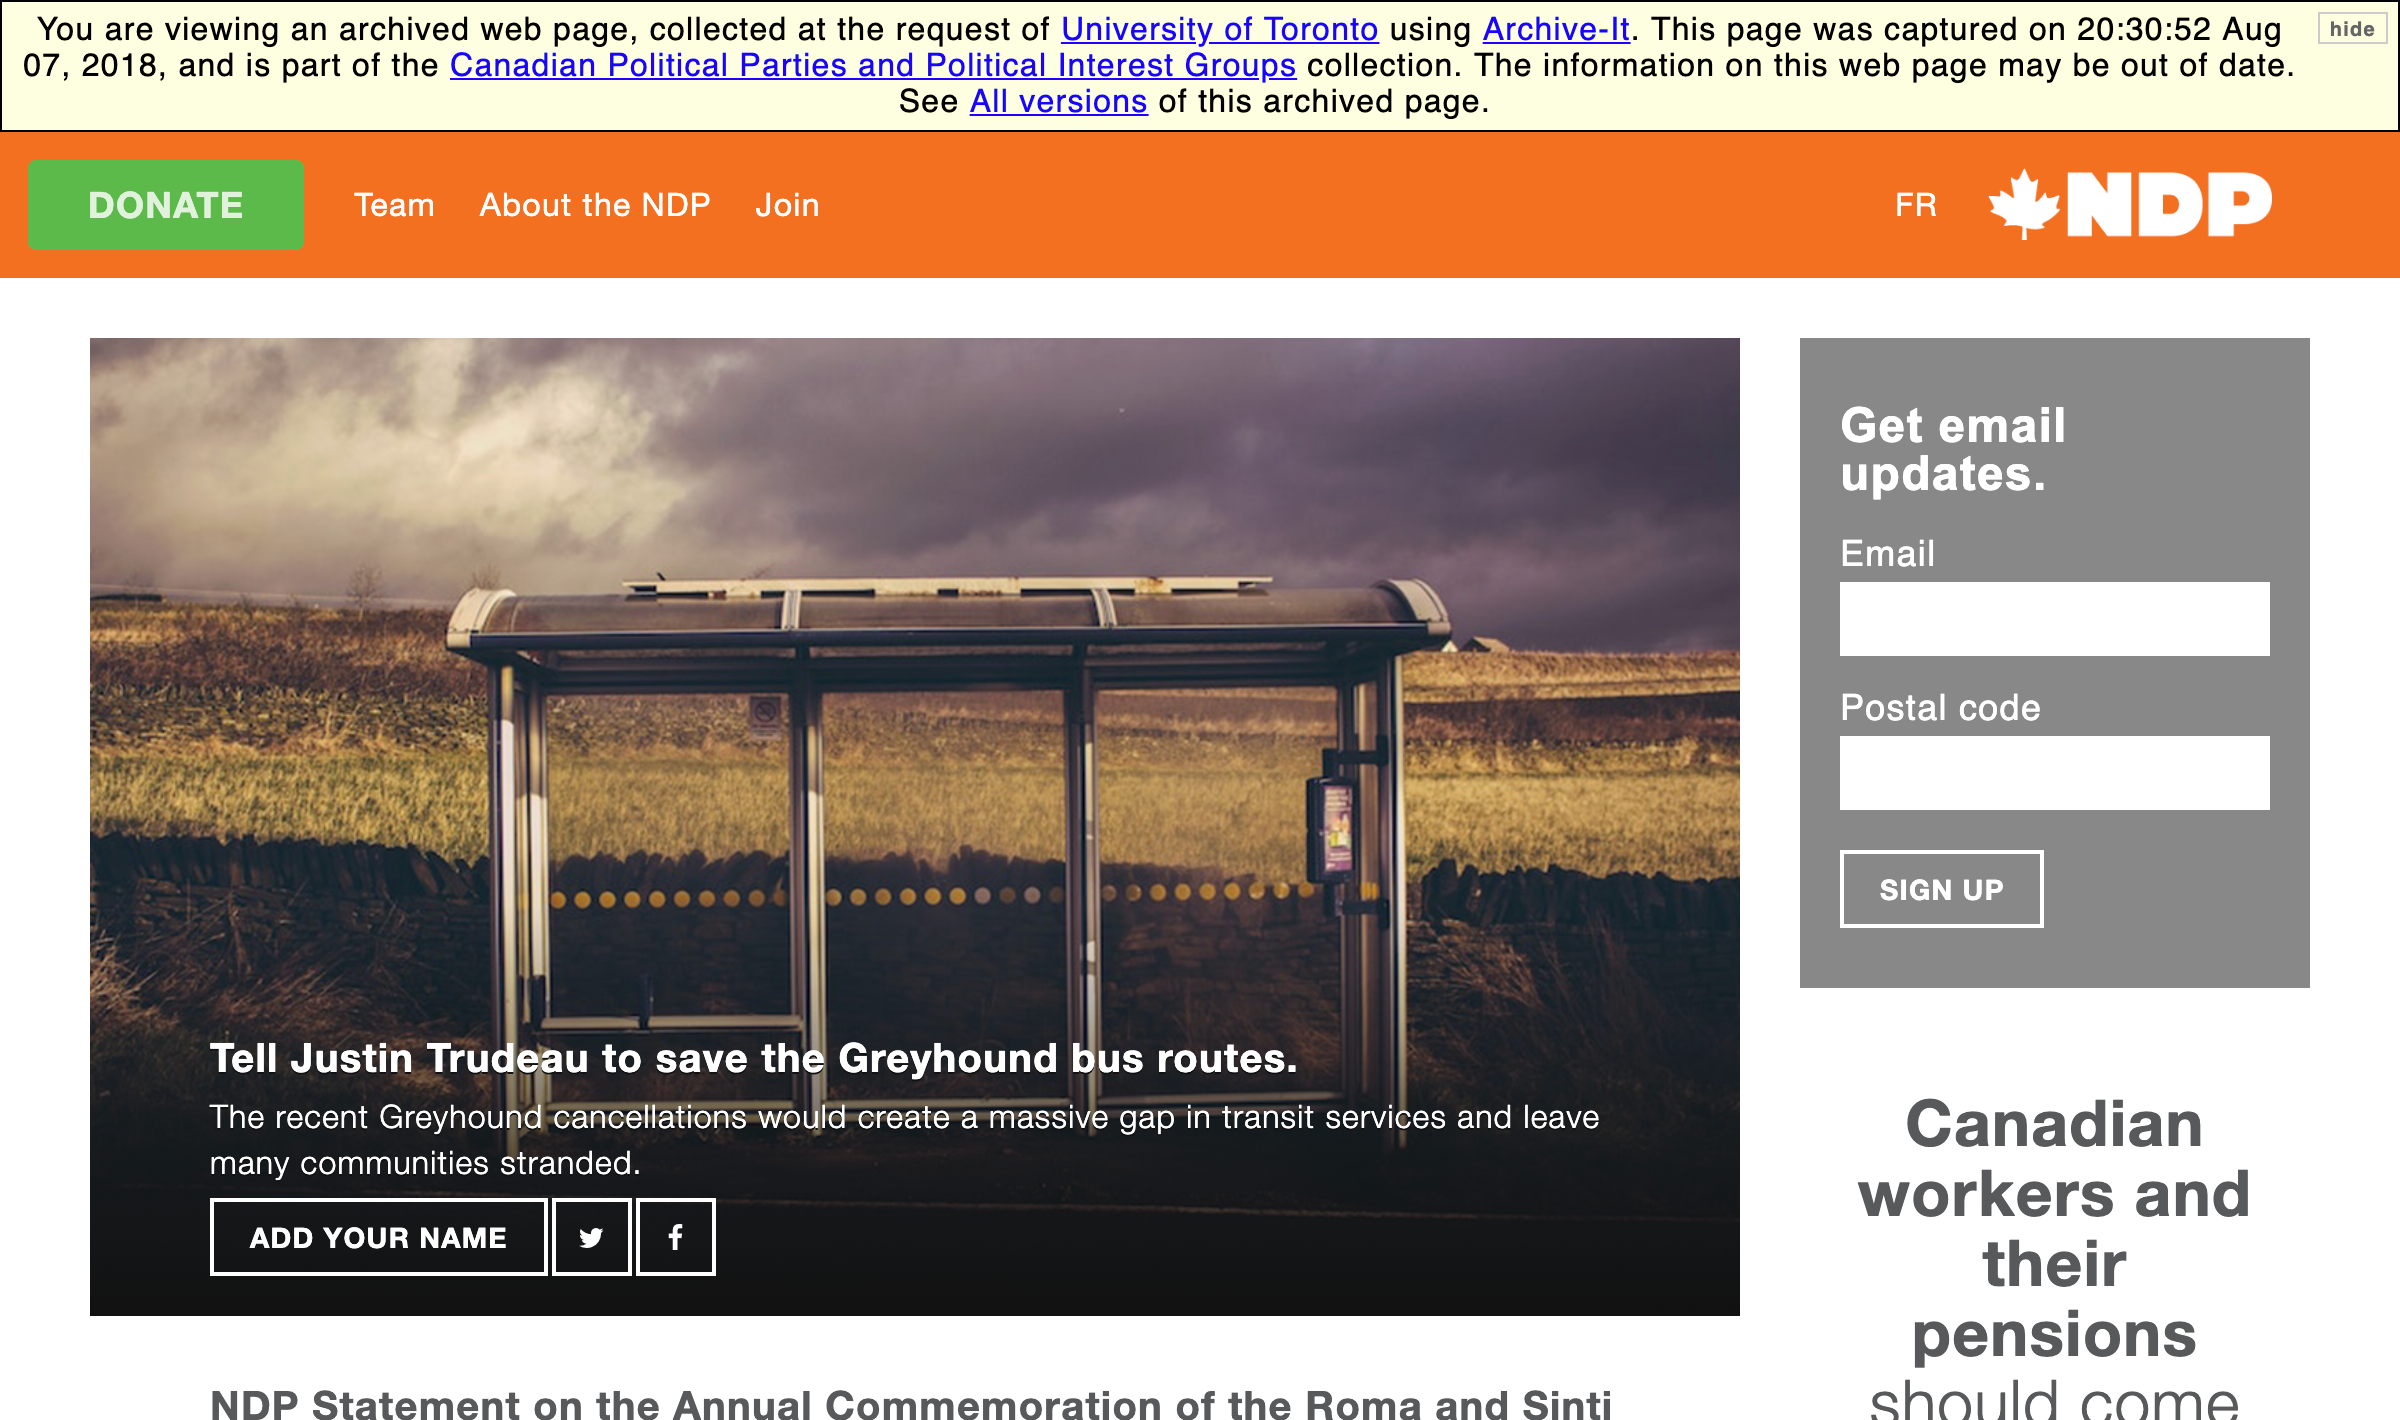 You are viewing an archived web page, collected at the request of University of Toronto using Archive-It. This page was captured on 20:30:52 Aug
07, 2018, and is part of the Canadian Political Parties and Political Interest Groups collection. The information on this web page may be out of date.
See All versions of this archived page.
hide
DONATE
Team
About the NDP
Join
FR
NDP
Tell Justin Trudeau to save the Greyhound bus routes.
The recent Greyhound cancellations would create a massive gap in transit services and leave
many communities stranded.
ADD YOUR NAME
NDP Statement on the Annual Commemoration of the Roma and Sinti
Get email
updates.
Email
Postal code
SIGN UP
Canadian
workers and
their
pensions
should come